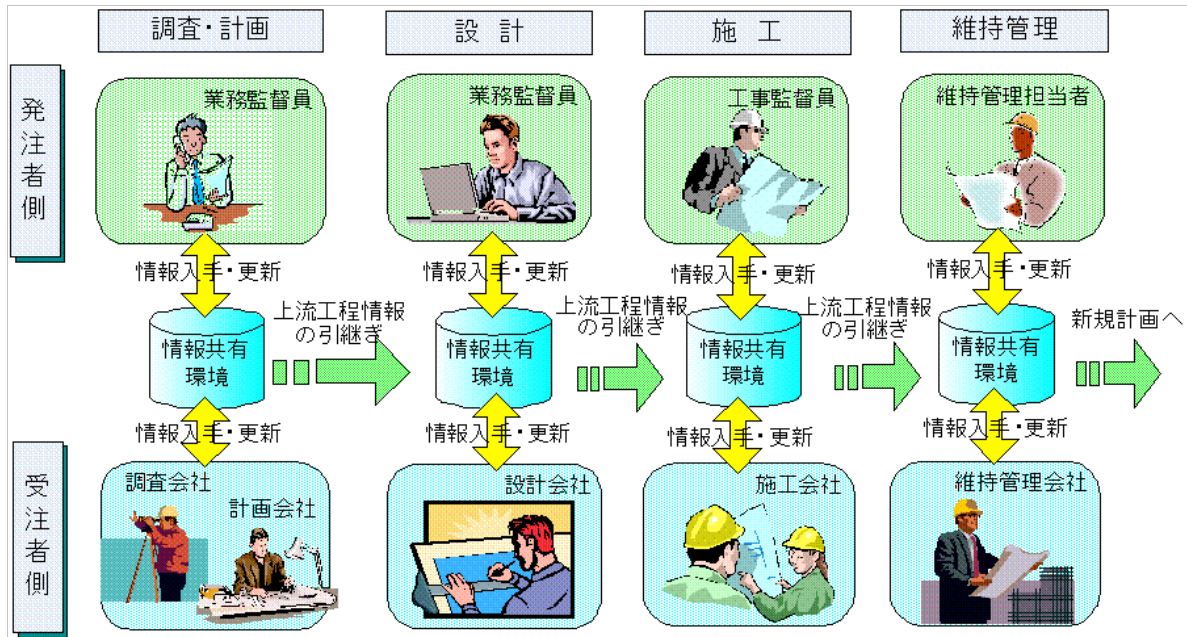 調査・計画
設 計
施 工
維持管理
発注者側
業務監督員
業務監督員
工事監督員
維持管理担当者
情報入手・更新
情報入手・更新
情報入手・更新
情報入手・更新
情報共有
環境
上流工程情報
の引継ぎ
情報共有
環境
上流工程情報
の引継ぎ
情報共有
環境
上流工程情報
の引継ぎ
情報共有
環境
新規計画へ
情報入手・更新
情報入手・更新
情報入手・更新
情報入手・更新
受注者側
調査会社
計画会社
設計会社
施工会社
維持管理会社